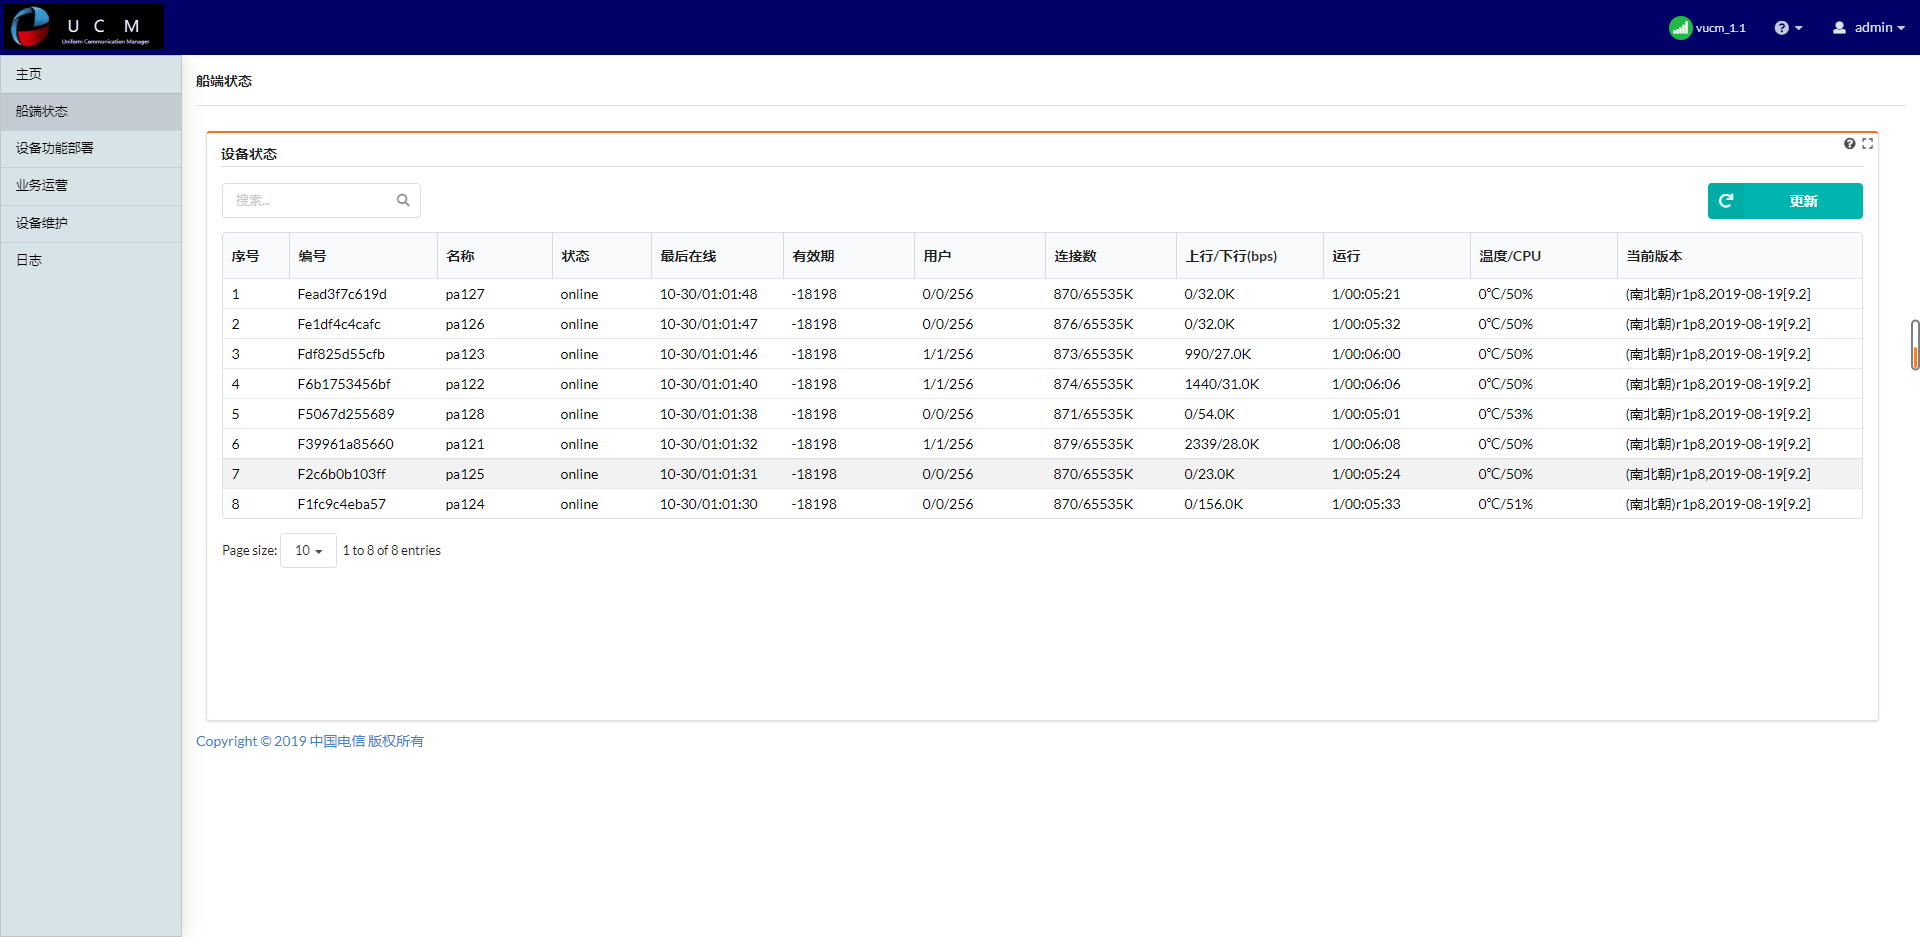 U C M
Uniform Communication Manager
vucm_1.1
admin
主页
船端状态
设备功能部署
业务运营
设备维护
日志
船端状态
设备状态
搜索...
更新
序号 编号 名称 状态 最后在线 有效期 用户 连接数 上行/下行(bps) 运行 温度/CPU 当前版本
1 Fead3f7c619d pa127 online 10-30/01:01:48 -18198 0/0/256 870/65535K 0/32.0K 1/00:05:21 0℃/50% (南北朝)r1p8,2019-08-19[9.2]
2 Fe1df4c4cafc pa126 online 10-30/01:01:47 -18198 0/0/256 876/65535K 0/32.0K 1/00:05:32 0℃/50% (南北朝)r1p8,2019-08-19[9.2]
3 Fdf825d55cfb pa123 online 10-30/01:01:46 -18198 1/1/256 873/65535K 990/27.0K 1/00:06:00 0℃/50% (南北朝)r1p8,2019-08-19[9.2]
4 F6b1753456bf pa122 online 10-30/01:01:40 -18198 1/1/256 874/65535K 1440/31.0K 1/00:06:06 0℃/50% (南北朝)r1p8,2019-08-19[9.2]
5 F5067d255689 pa128 online 10-30/01:01:38 -18198 0/0/256 871/65535K 0/54.0K 1/00:05:01 0℃/53% (南北朝)r1p8,2019-08-19[9.2]
6 F39961a85660 pa121 online 10-30/01:01:32 -18198 1/1/256 879/65535K 2339/28.0K 1/00:06:08 0℃/50% (南北朝)r1p8,2019-08-19[9.2]
7 F2c6b0b103ff pa125 online 10-30/01:01:31 -18198 0/0/256 870/65535K 0/23.0K 1/00:05:24 0℃/50% (南北朝)r1p8,2019-08-19[9.2]
8 F1fc9c4eba57 pa124 online 10-30/01:01:30 -18198 0/0/256 870/65535K 0/156.0K 1/00:05:33 0℃/51% (南北朝)r1p8,2019-08-19[9.2]
Page size: 10 1 to 8 of 8 entries
Copyright © 2019 中国电信 版权所有